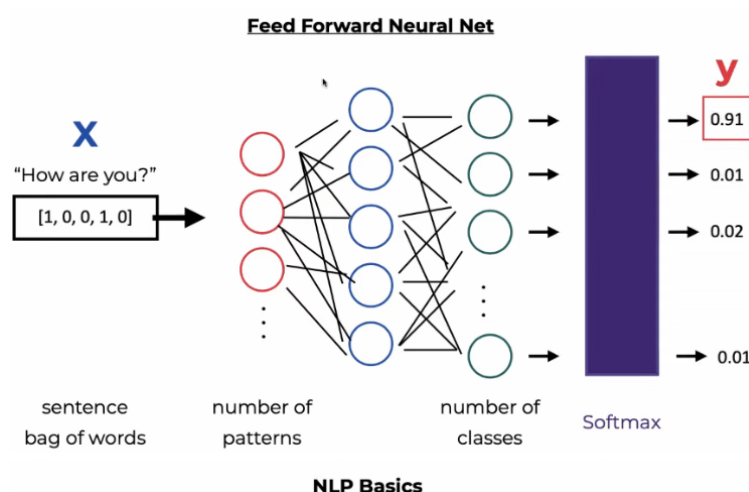 Feed Forward Neural Net
X
y
"How are you?"
[1, 0, 0, 1, 0]
0.91
0.01
0.02
0.01
sentence
bag of words
number of
patterns
number of
classes
Softmax
NLP Basics